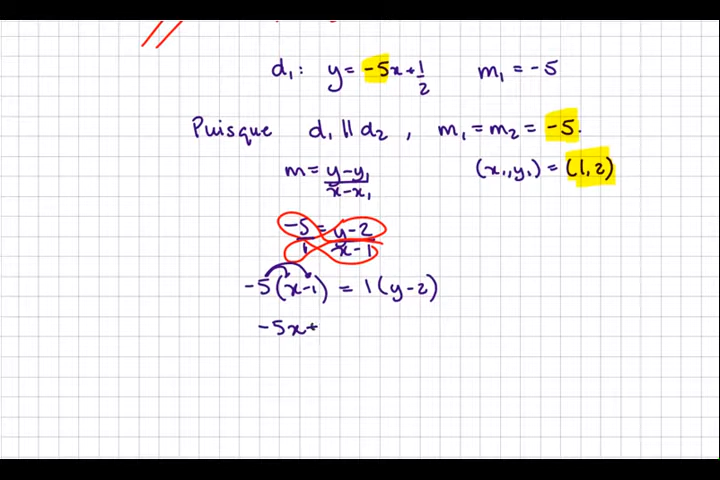 d₁ : y = -5x + 1/2 m₁ = -5
Puisque d₁ ∥ d₂ , m₁ = m₂ = -5.
m = (y - y₁)/(x - x₁) (x₁, y₁) = (1, 2)
-5/1 = (y - 2)/(x - 1)
-5(x - 1) = 1(y - 2)
-5x +